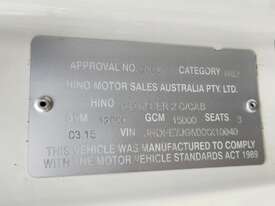 APPROVAL NO. CATEGORY
HINO MOTOR SALES AUSTRALIA PTY. LTD.
HINO
GVM GCM 15000 SEATS 3
03 15 VIN
THIS VEHICLE WAS MANUFACTURED TO COMPLY
WITH THE MOTOR VEHICLE STANDARDS ACT 1989